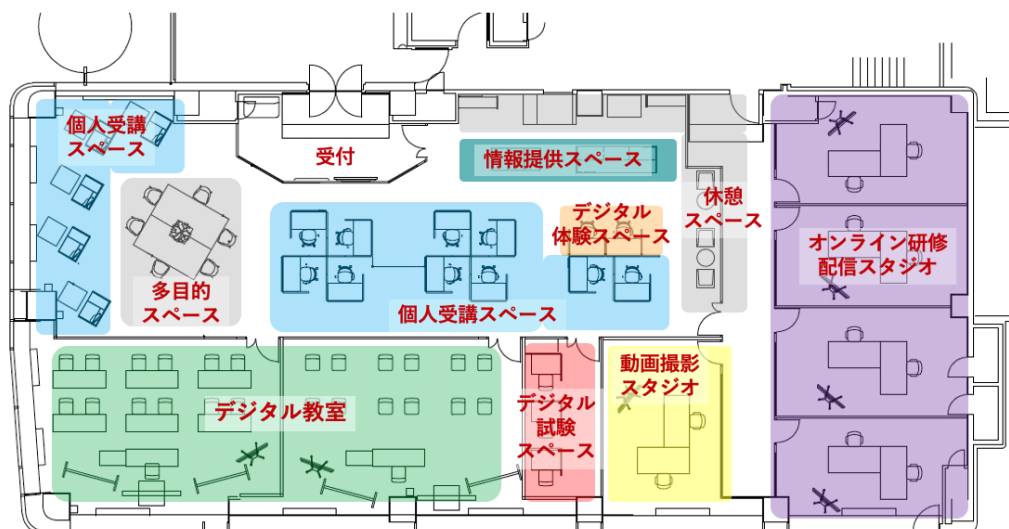 個人受講
スペース
受付
情報提供スペース
休憩
スペース
デジタル
体験スペース
オンライン研修
配信スタジオ
多目的
スペース
個人受講スペース
デジタル教室
デジタル
試験
スペース
動画撮影
スタジオ